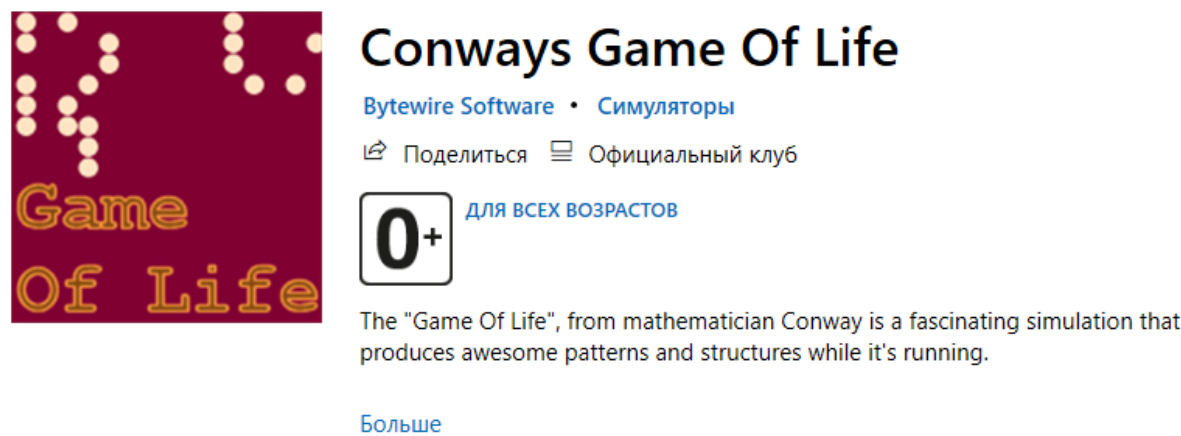 Game
Of Life
Conways Game Of Life
Bytewire Software • Симуляторы
Поделиться Официальный клуб
0+
ДЛЯ ВСЕХ ВОЗРАСТОВ
The "Game Of Life", from mathematician Conway is a fascinating simulation that
produces awesome patterns and structures while it's running.
Больше